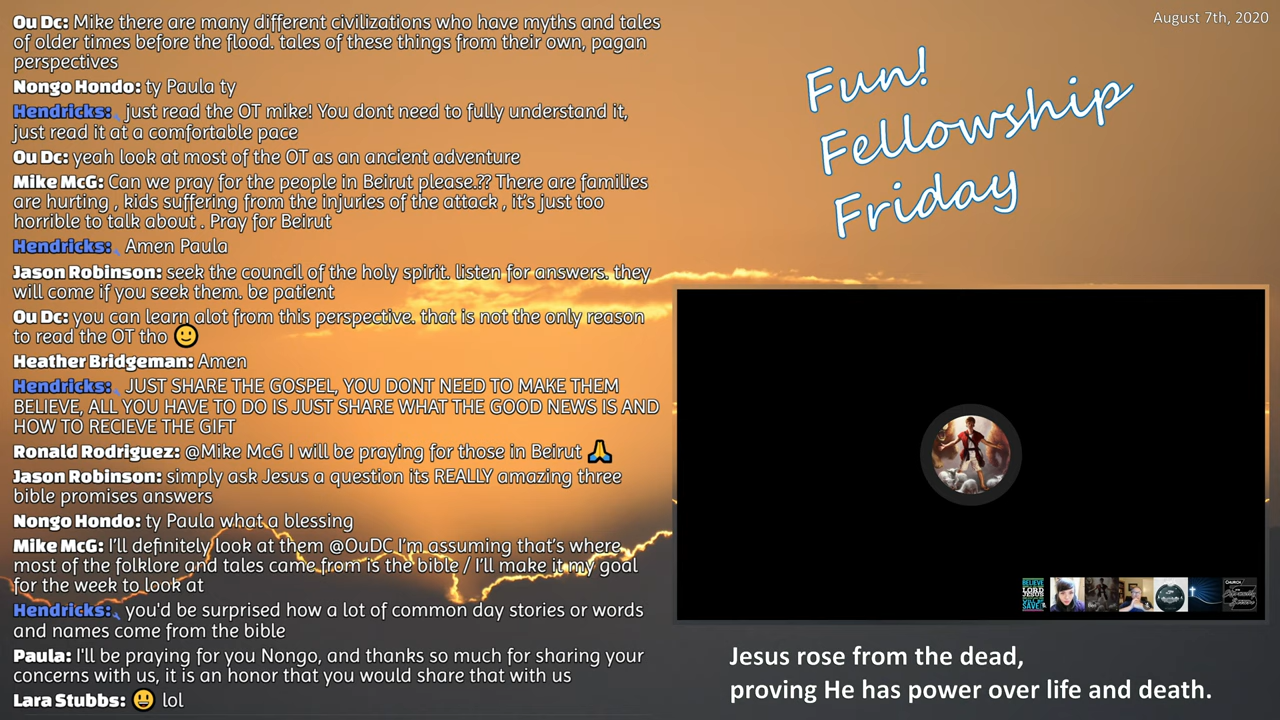 Ou Dc: Mike there are many different civilizations who have myths and tales
of older times before the flood. tales of these things from their own, pagan
perspectives
Nongo Hondo: ty Paula ty
Hendricks: just read the OT mike! You dont need to fully understand it,
just read it at a comfortable pace
Ou Dc: yeah look at most of the OT as an ancient adventure
Mike McG: Can we pray for the people in Beirut please.?? There are families
are hurting , kids suffering from the injuries of the attack , it's just too
horrible to talk about . Pray for Beirut
Hendricks: Amen Paula
Jason Robinson: seek the council of the holy spirit. listen for answers. they
will come if you seek them. be patient
Ou Dc: you can learn alot from this perspective. that is not the only reason
to read the OT tho 🙂
Heather Bridgeman: Amen
Hendricks: JUST SHARE THE GOSPEL, YOU DONT NEED TO MAKE THEM
BELIEVE, ALL YOU HAVE TO DO IS JUST SHARE WHAT THE GOOD NEWS IS AND
HOW TO RECIEVE THE GIFT
Ronald Rodriguez: @Mike McG I will be praying for those in Beirut 🙏
Jason Robinson: simply ask Jesus a question its REALLY amazing three
bible promises answers
Nongo Hondo: ty Paula what a blessing
Mike McG: I'll definitely look at them @OuDC I'm assuming that's where
most of the folklore and tales came from is the bible / I'll make it my goal
for the week to look at
Hendricks: you'd be surprised how a lot of common day stories or words
and names come from the bible
Paula: I'll be praying for you Nongo, and thanks so much for sharing your
concerns with us, it is an honor that you would share that with us
Lara Stubbs: 😃 lol
August 7th, 2020
Fun!
Fellowship
Friday
BELIEVE
LORD
JESUS
SAVE!
CHURCH
Jesus rose from the dead,
proving He has power over life and death.